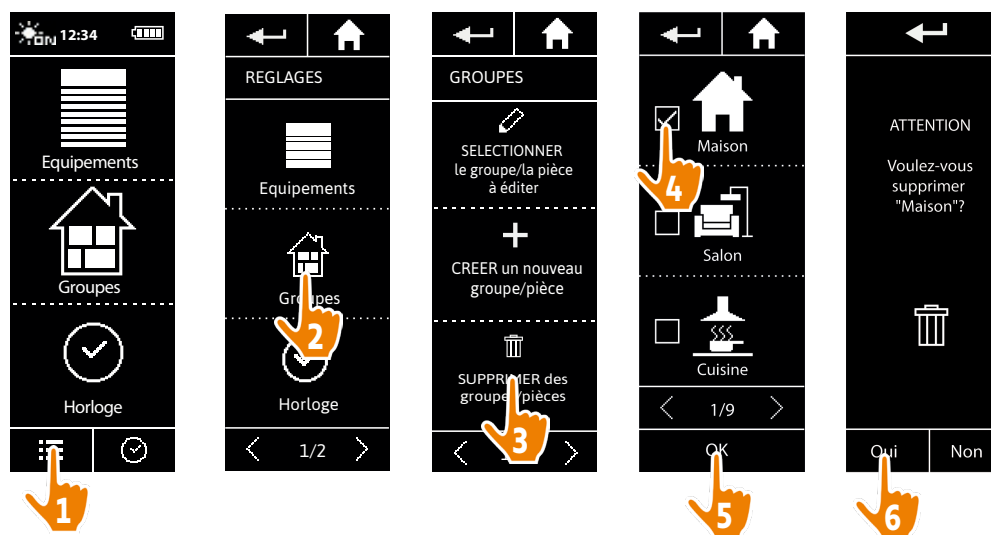 ON 12:34
Equipements
Groupes
Horloge
1
REGLAGES
Equipements
Groupes
2
Horloge
1/2
GROUPES
SELECTIONNER
le groupe/la pièce
à éditer
CREER un nouveau
groupe/pièce
SUPPRIMER des
groupes/pièces
3
Maison
4
Salon
Cuisine
1/9
OK
5
ATTENTION
Voulez-vous
supprimer
"Maison"?
Oui Non
6